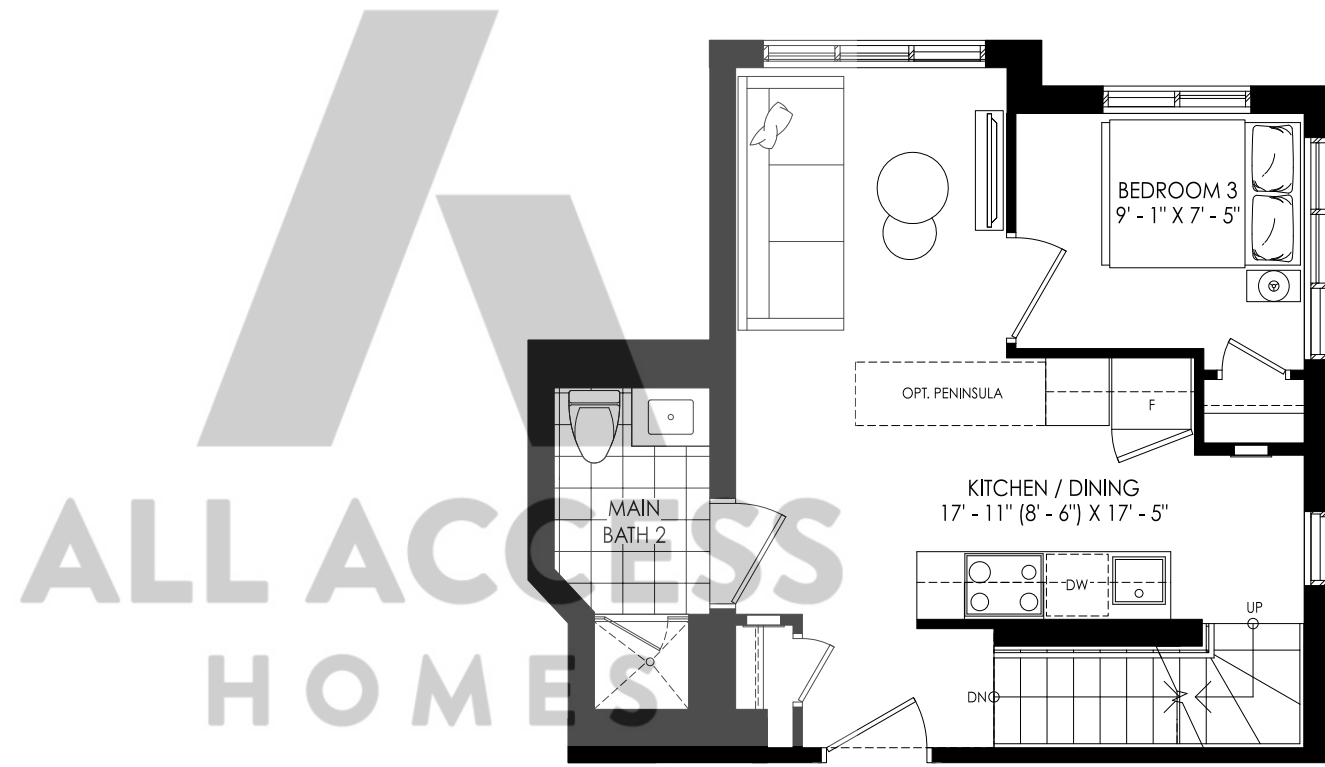 BEDROOM 3
9' - 1" X 7' - 5"
OPT. PENINSULA
F
KITCHEN / DINING
17' - 11" (8' - 6") X 17' - 5"
MAIN
BATH 2
DW
UP
DN
ALL ACCESS
HOMES